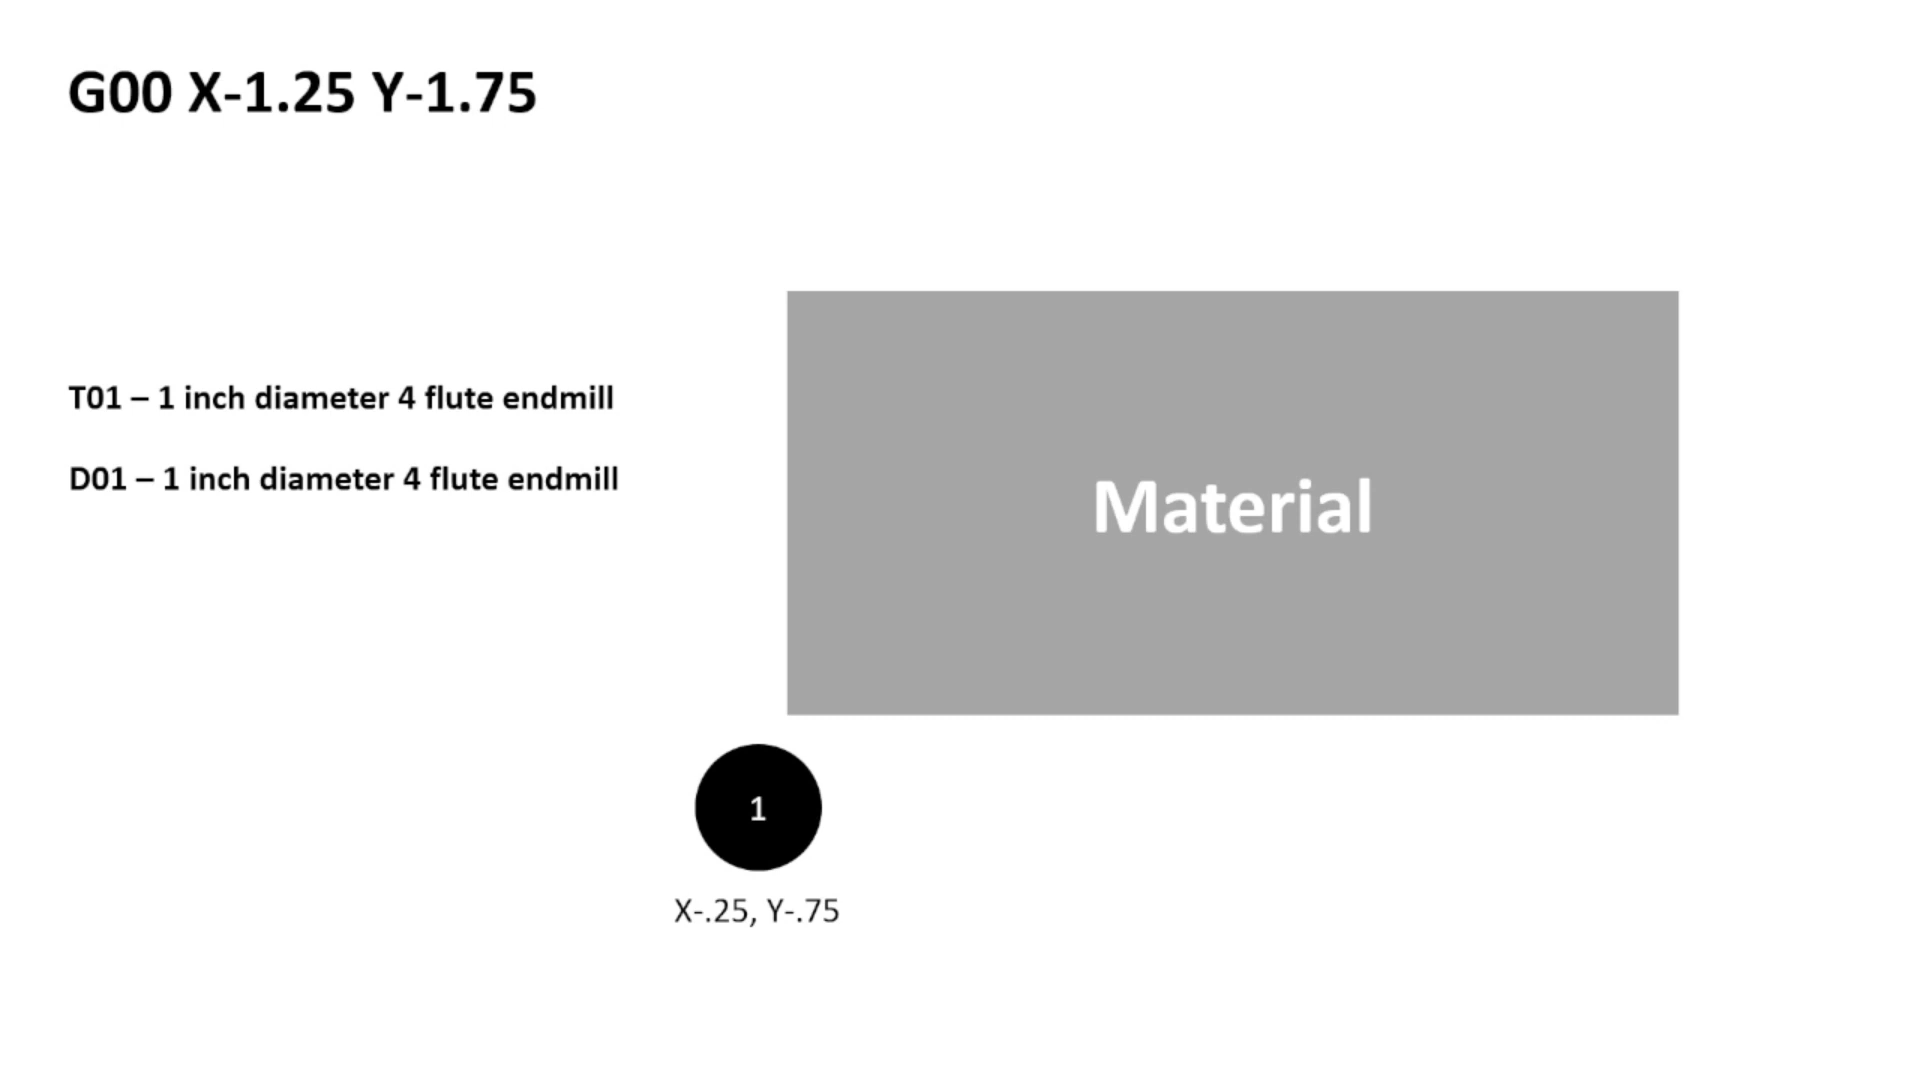 G00 X-1.25 Y-1.75
T01 – 1 inch diameter 4 flute endmill
D01 – 1 inch diameter 4 flute endmill
Material
1
X-.25, Y-.75